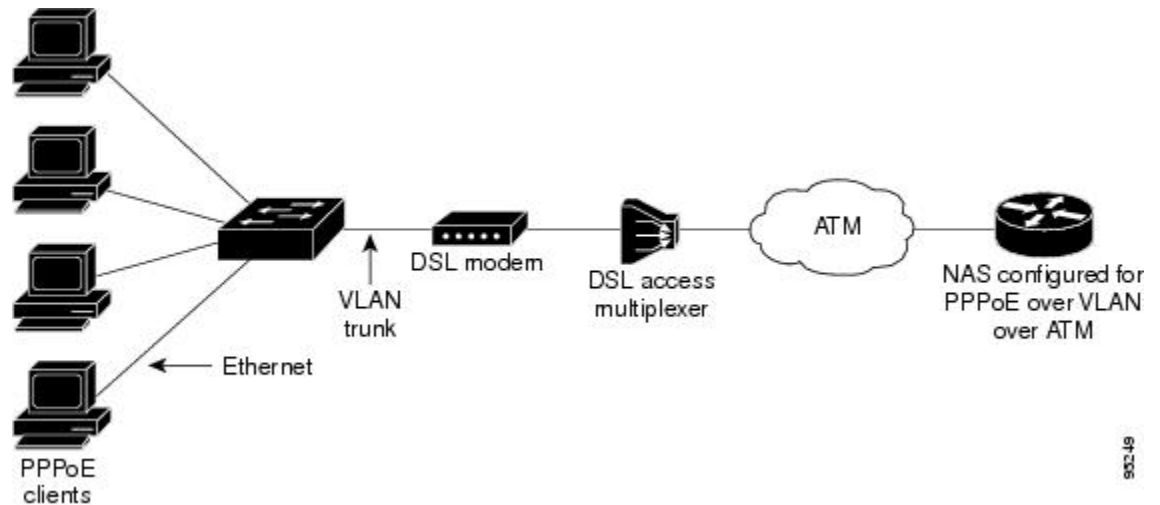 PPPoE
clients
Ethernet
VLAN
trunk
DSL modem
DSL access
multiplexer
ATM
NAS configured for
PPPoE over VLAN
over ATM
95249